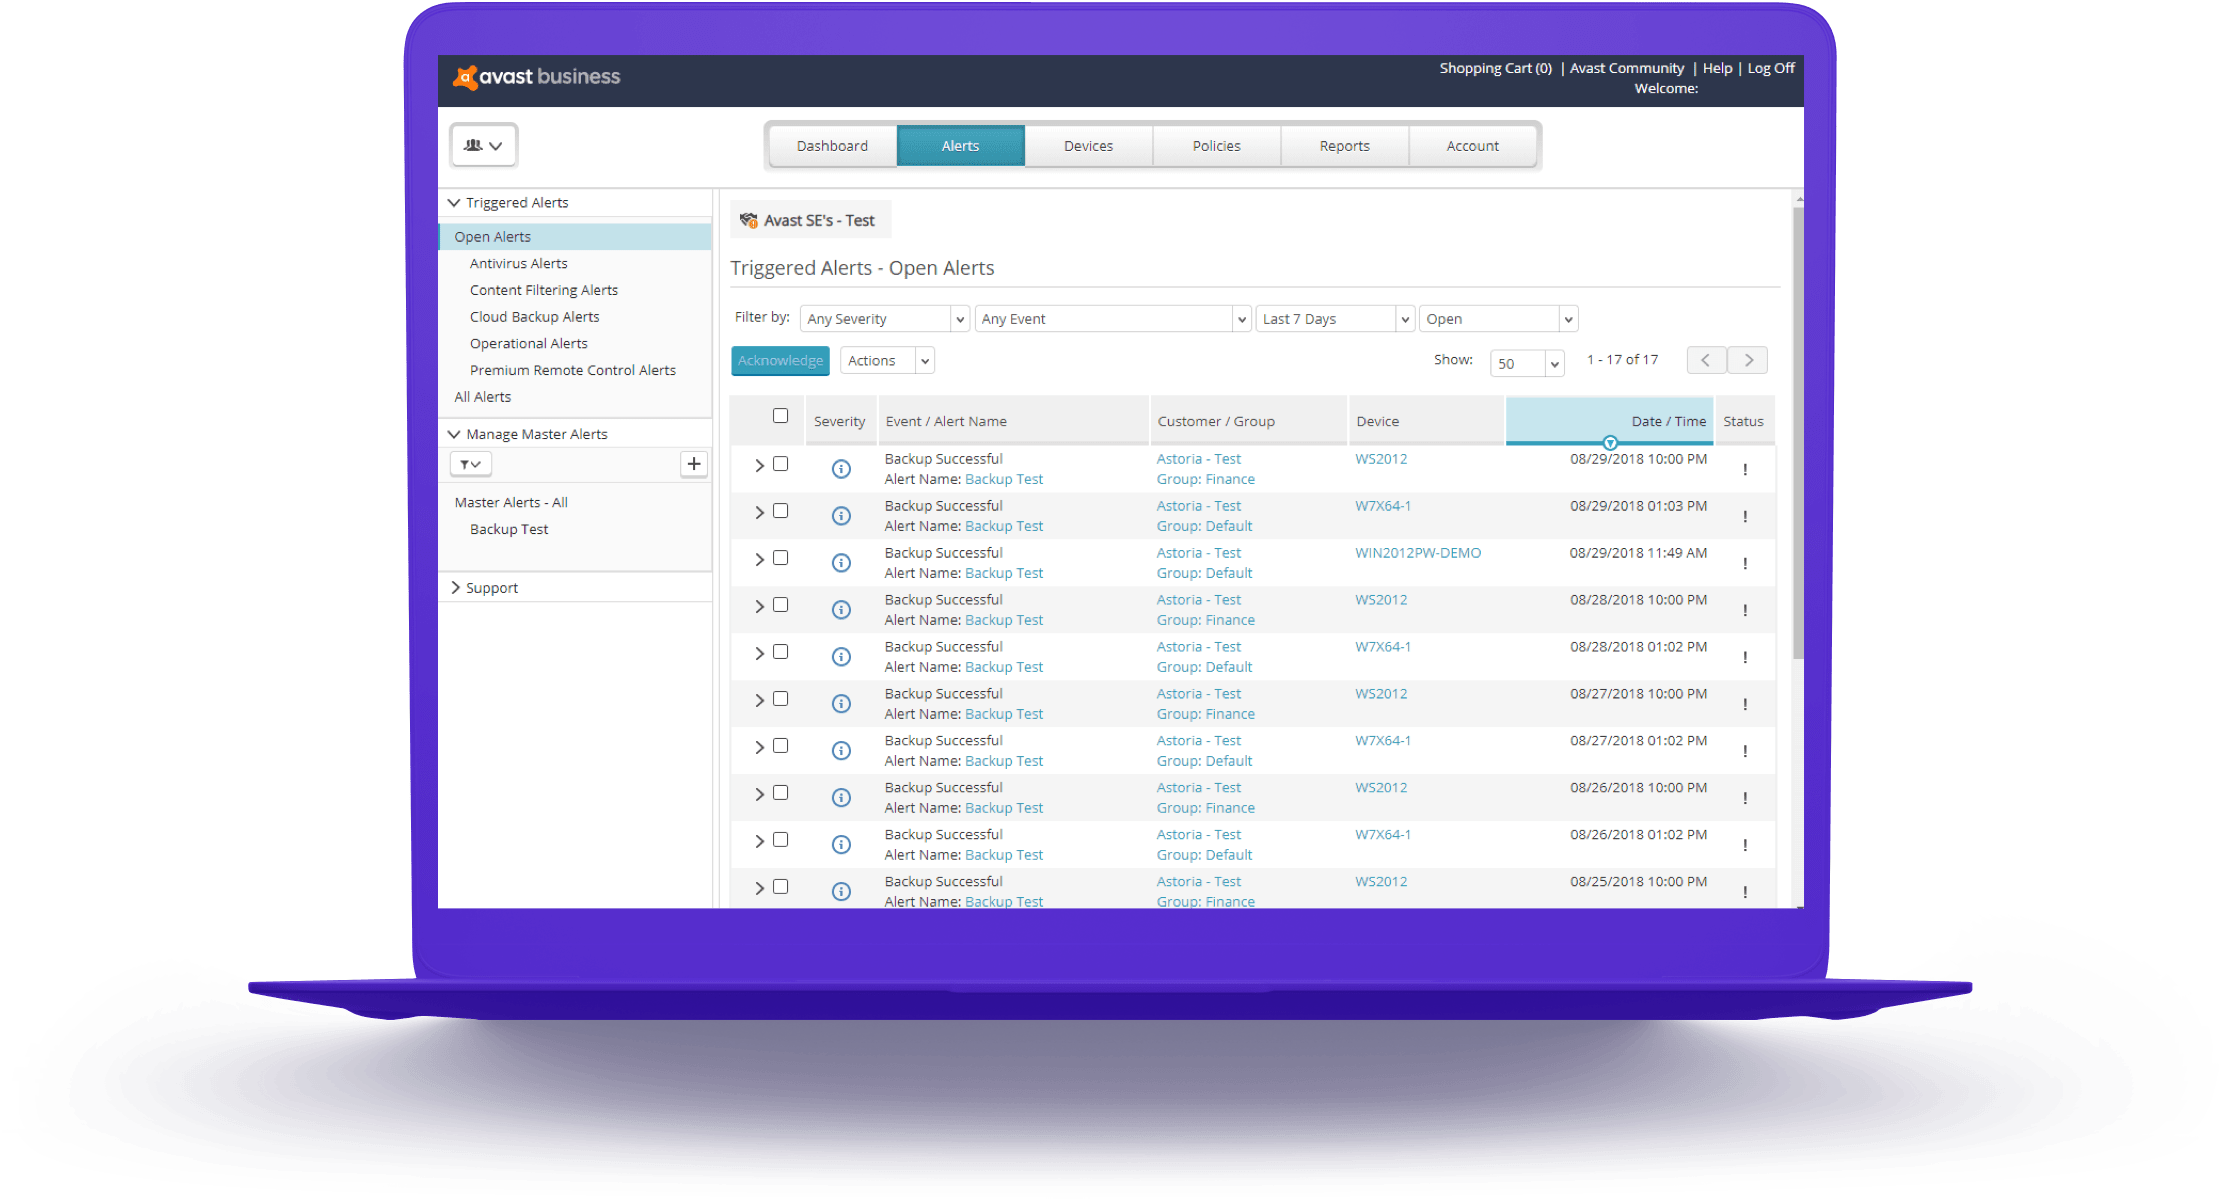 avast business
Shopping Cart (0) | Avast Community | Help | Log Off
Welcome:
Dashboard Alerts Devices Policies Reports Account
Triggered Alerts
Open Alerts
Antivirus Alerts
Content Filtering Alerts
Cloud Backup Alerts
Operational Alerts
Premium Remote Control Alerts
All Alerts
Manage Master Alerts
Master Alerts - All
Backup Test
Support
Avast SE's - Test
Triggered Alerts - Open Alerts
Filter by: Any Severity Any Event Last 7 Days Open
Acknowledge Actions Show: 50 1 - 17 of 17
Severity Event / Alert Name Customer / Group Device Date / Time Status
Backup Successful Astoria - Test WS2012 08/29/2018 10:00 PM !
Alert Name: Backup Test Group: Finance
Backup Successful Astoria - Test W7X64-1 08/29/2018 01:03 PM !
Alert Name: Backup Test Group: Default
Backup Successful Astoria - Test WIN2012PW-DEMO 08/29/2018 11:49 AM !
Alert Name: Backup Test Group: Default
Backup Successful Astoria - Test WS2012 08/28/2018 10:00 PM !
Alert Name: Backup Test Group: Finance
Backup Successful Astoria - Test W7X64-1 08/28/2018 01:02 PM !
Alert Name: Backup Test Group: Default
Backup Successful Astoria - Test WS2012 08/27/2018 10:00 PM !
Alert Name: Backup Test Group: Finance
Backup Successful Astoria - Test W7X64-1 08/27/2018 01:02 PM !
Alert Name: Backup Test Group: Default
Backup Successful Astoria - Test WS2012 08/26/2018 10:00 PM !
Alert Name: Backup Test Group: Finance
Backup Successful Astoria - Test W7X64-1 08/26/2018 01:02 PM !
Alert Name: Backup Test Group: Default
Backup Successful Astoria - Test WS2012 08/25/2018 10:00 PM !
Alert Name: Backup Test Group: Finance